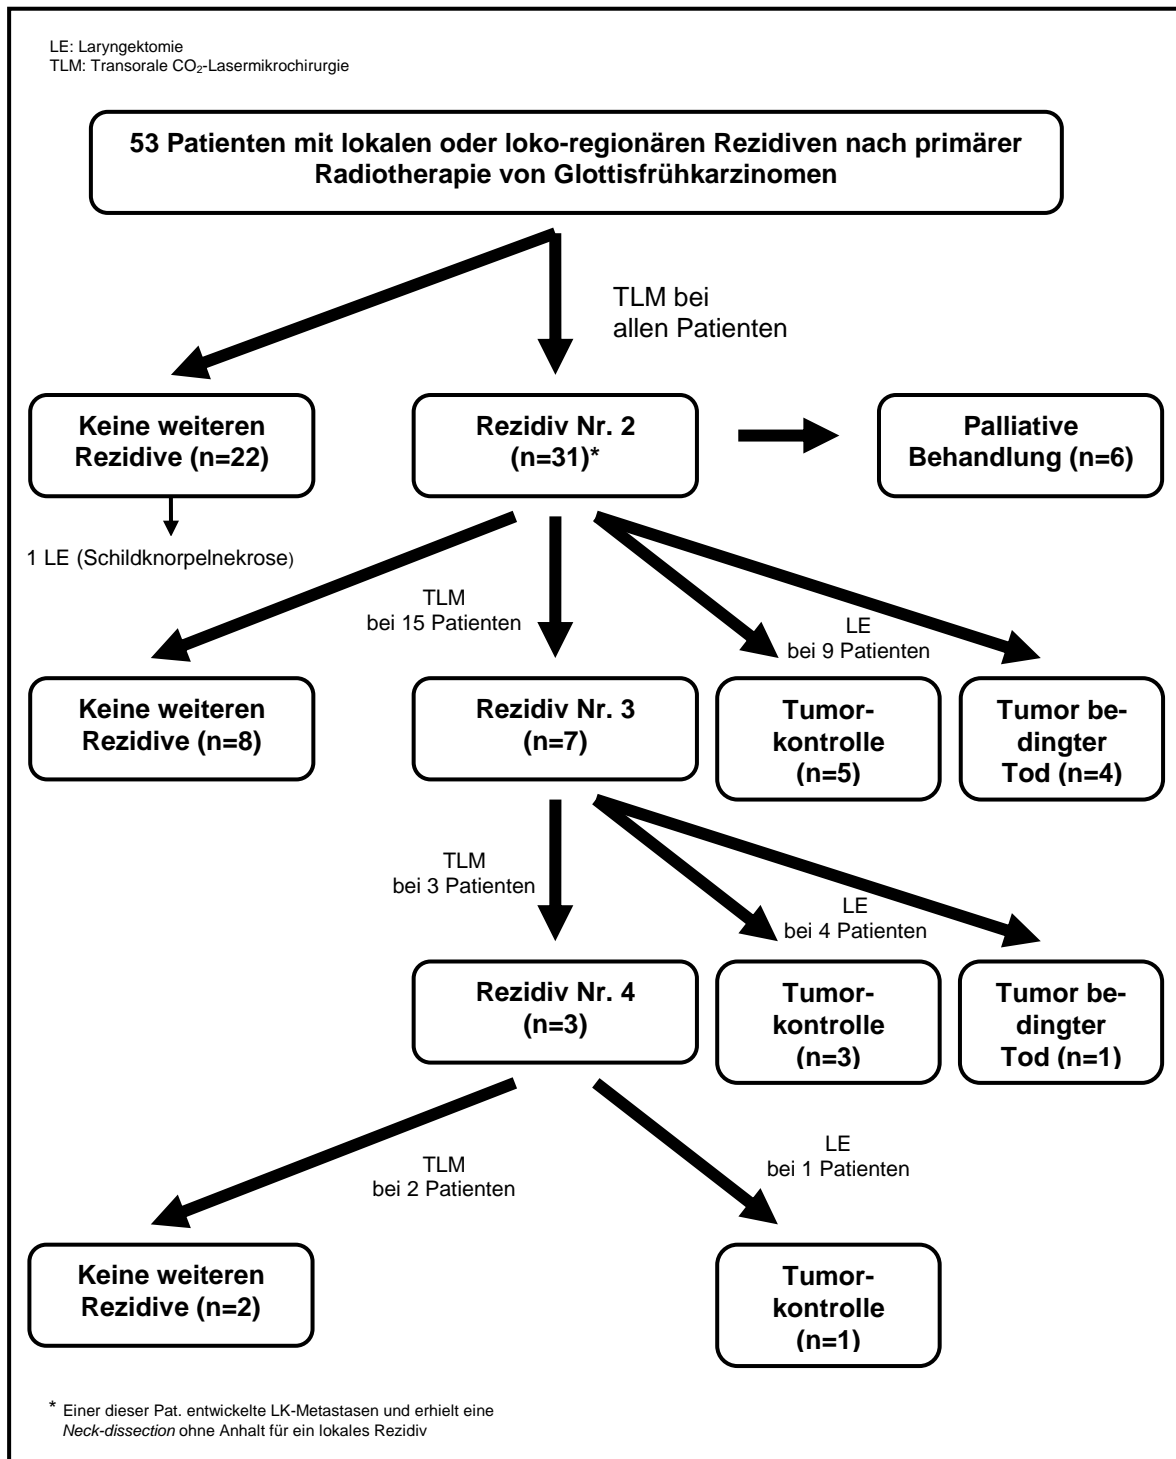 LE: Laryngektomie
TLM: Transorale CO₂-Lasermikrochirurgie
53 Patienten mit lokalen oder loko-regionären Rezidiven nach primärer
Radiotherapie von Glottisfrühkarzinomen
TLM bei
allen Patienten
Keine weiteren
Rezidive (n=22)
Rezidiv Nr. 2
(n=31)*
Palliative
Behandlung (n=6)
1 LE (Schildknorpelnekrose)
TLM
bei 15 Patienten
LE
bei 9 Patienten
Keine weiteren
Rezidive (n=8)
Rezidiv Nr. 3
(n=7)
Tumor-
kontrolle
(n=5)
Tumor be-
dingter
Tod (n=4)
TLM
bei 3 Patienten
LE
bei 4 Patienten
Rezidiv Nr. 4
(n=3)
Tumor-
kontrolle
(n=3)
Tumor be-
dingter
Tod (n=1)
TLM
bei 2 Patienten
LE
bei 1 Patienten
Keine weiteren
Rezidive (n=2)
Tumor-
kontrolle
(n=1)
* Einer dieser Pat. entwickelte LK-Metastasen und erhielt eine
Neck-dissection ohne Anhalt für ein lokales Rezidiv